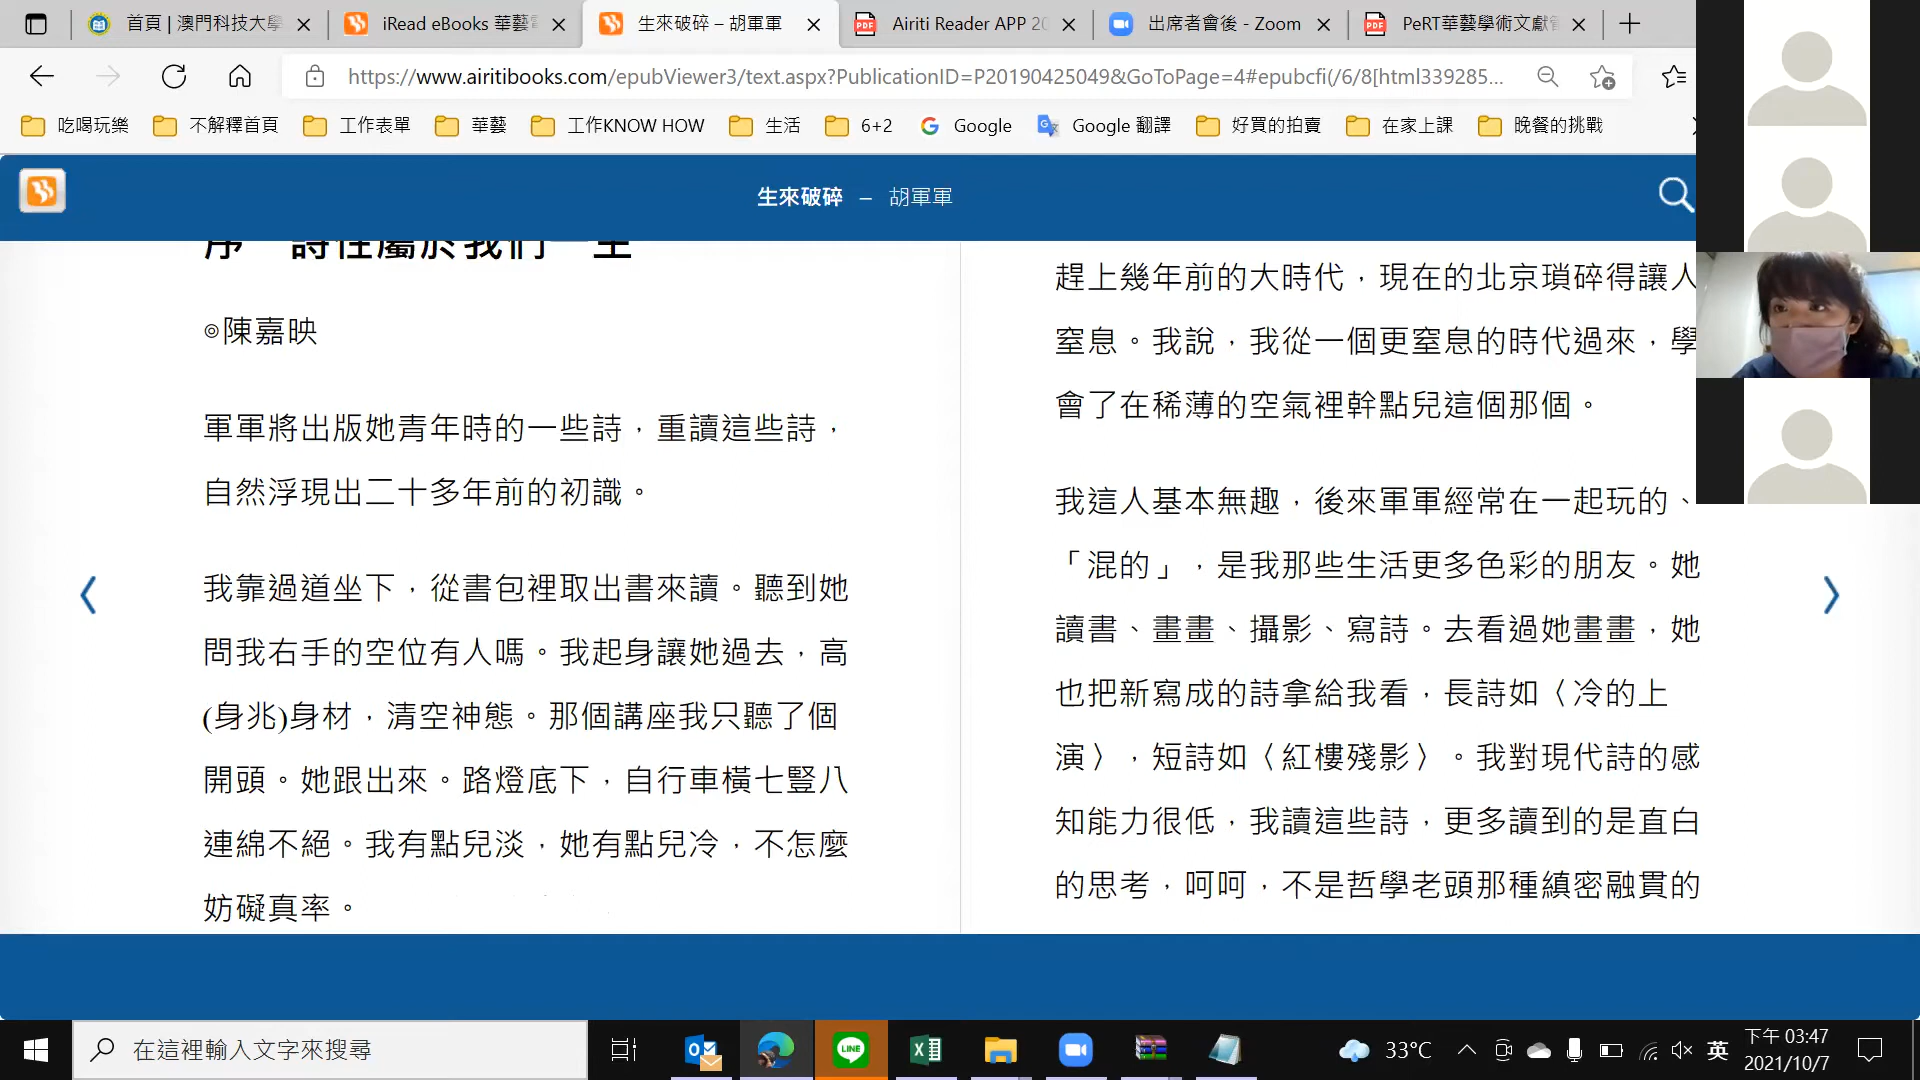 首頁 | 澳門科技大學
iRead eBooks 華藝
生來破碎 – 胡軍軍
Airiti Reader APP 20
出席者會後 - Zoom
PeRT華藝學術文獻
https://www.airitibooks.com/epubViewer3/text.aspx?PublicationID=P20190425049&GoToPage=4#epubcfi(/6/8[html339285...
吃喝玩樂
不解釋首頁
工作表單
華藝
工作KNOW HOW
生活
6+2
Google
Google 翻譯
好買的拍賣
在家上課
晚餐的挑戰
生來破碎 – 胡軍軍
序 詩性屬於我們一生
◎陳嘉映
軍軍將出版她青年時的一些詩，重讀這些詩，
自然浮現出二十多年前的初識。
我靠過道坐下，從書包裡取出書來讀。聽到她
問我右手的空位有人嗎。我起身讓她過去，高
(身兆)身材，清空神態。那個講座我只聽了個
開頭。她跟出來。路燈底下，自行車橫七豎八
連綿不絕。我有點兒淡，她有點兒冷，不怎麼
妨礙真率。
趕上幾年前的大時代，現在的北京瑣碎得讓人
窒息。我說，我從一個更窒息的時代過來，學
會了在稀薄的空氣裡幹點兒這個那個。
我這人基本無趣，後來軍軍經常在一起玩的、
「混的」，是我那些生活更多色彩的朋友。她
讀書、畫畫、攝影、寫詩。去看過她畫畫，她
也把新寫成的詩拿給我看，長詩如〈冷的上
演〉，短詩如〈紅樓殘影〉。我對現代詩的感
知能力很低，我讀這些詩，更多讀到的是直白
的思考，呵呵，不是哲學老頭那種縝密融貫的
在這裡輸入文字來搜尋
LINE
33°C
英
下午 03:47
2021/10/7